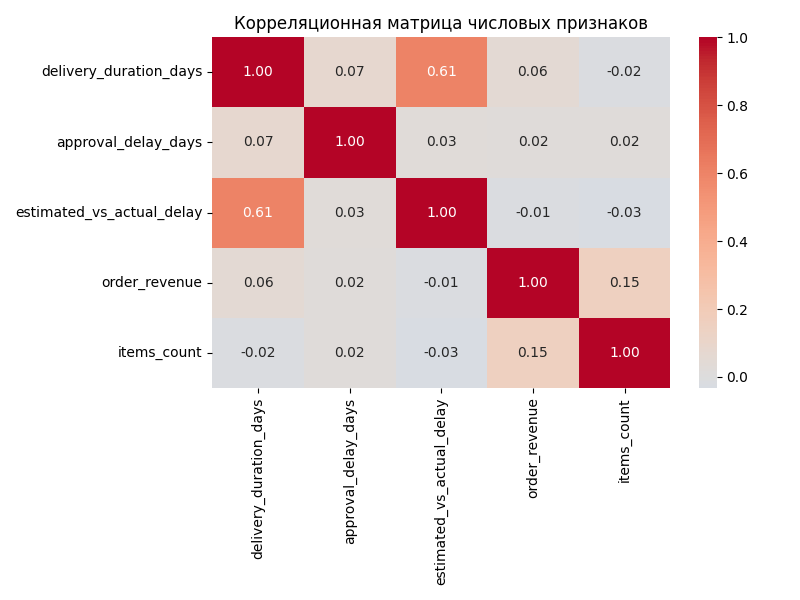 Корреляционная матрица числовых признаков
delivery_duration_days 1.00 0.07 0.61 0.06 -0.02
approval_delay_days 0.07 1.00 0.03 0.02 0.02
estimated_vs_actual_delay 0.61 0.03 1.00 -0.01 -0.03
order_revenue 0.06 0.02 -0.01 1.00 0.15
items_count -0.02 0.02 -0.03 0.15 1.00
delivery_duration_days
approval_delay_days
estimated_vs_actual_delay
order_revenue
items_count
1.0
0.8
0.6
0.4
0.2
0.0